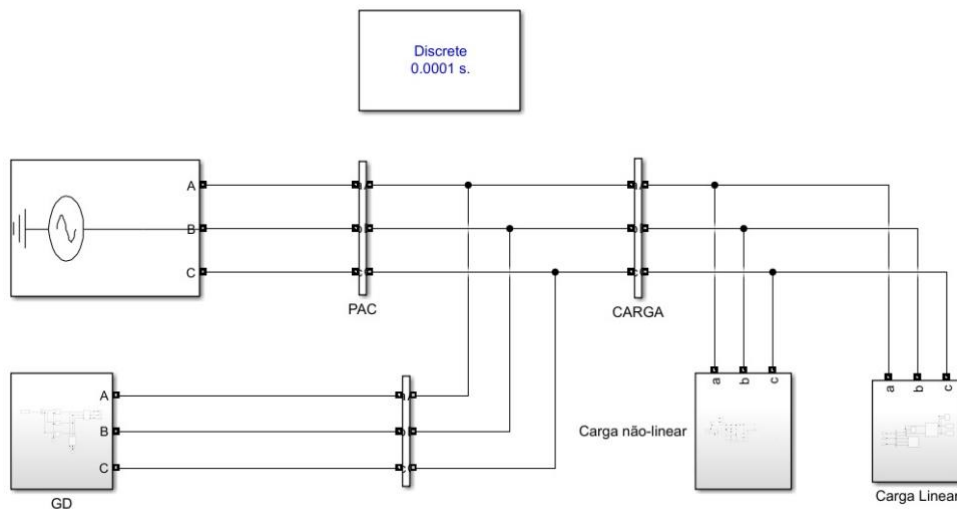 Discrete
0.0001 s.
A
B
C
PAC
CARGA
A
B
C
GD
a
b
c
Carga não-linear
a
b
c
Carga Linear